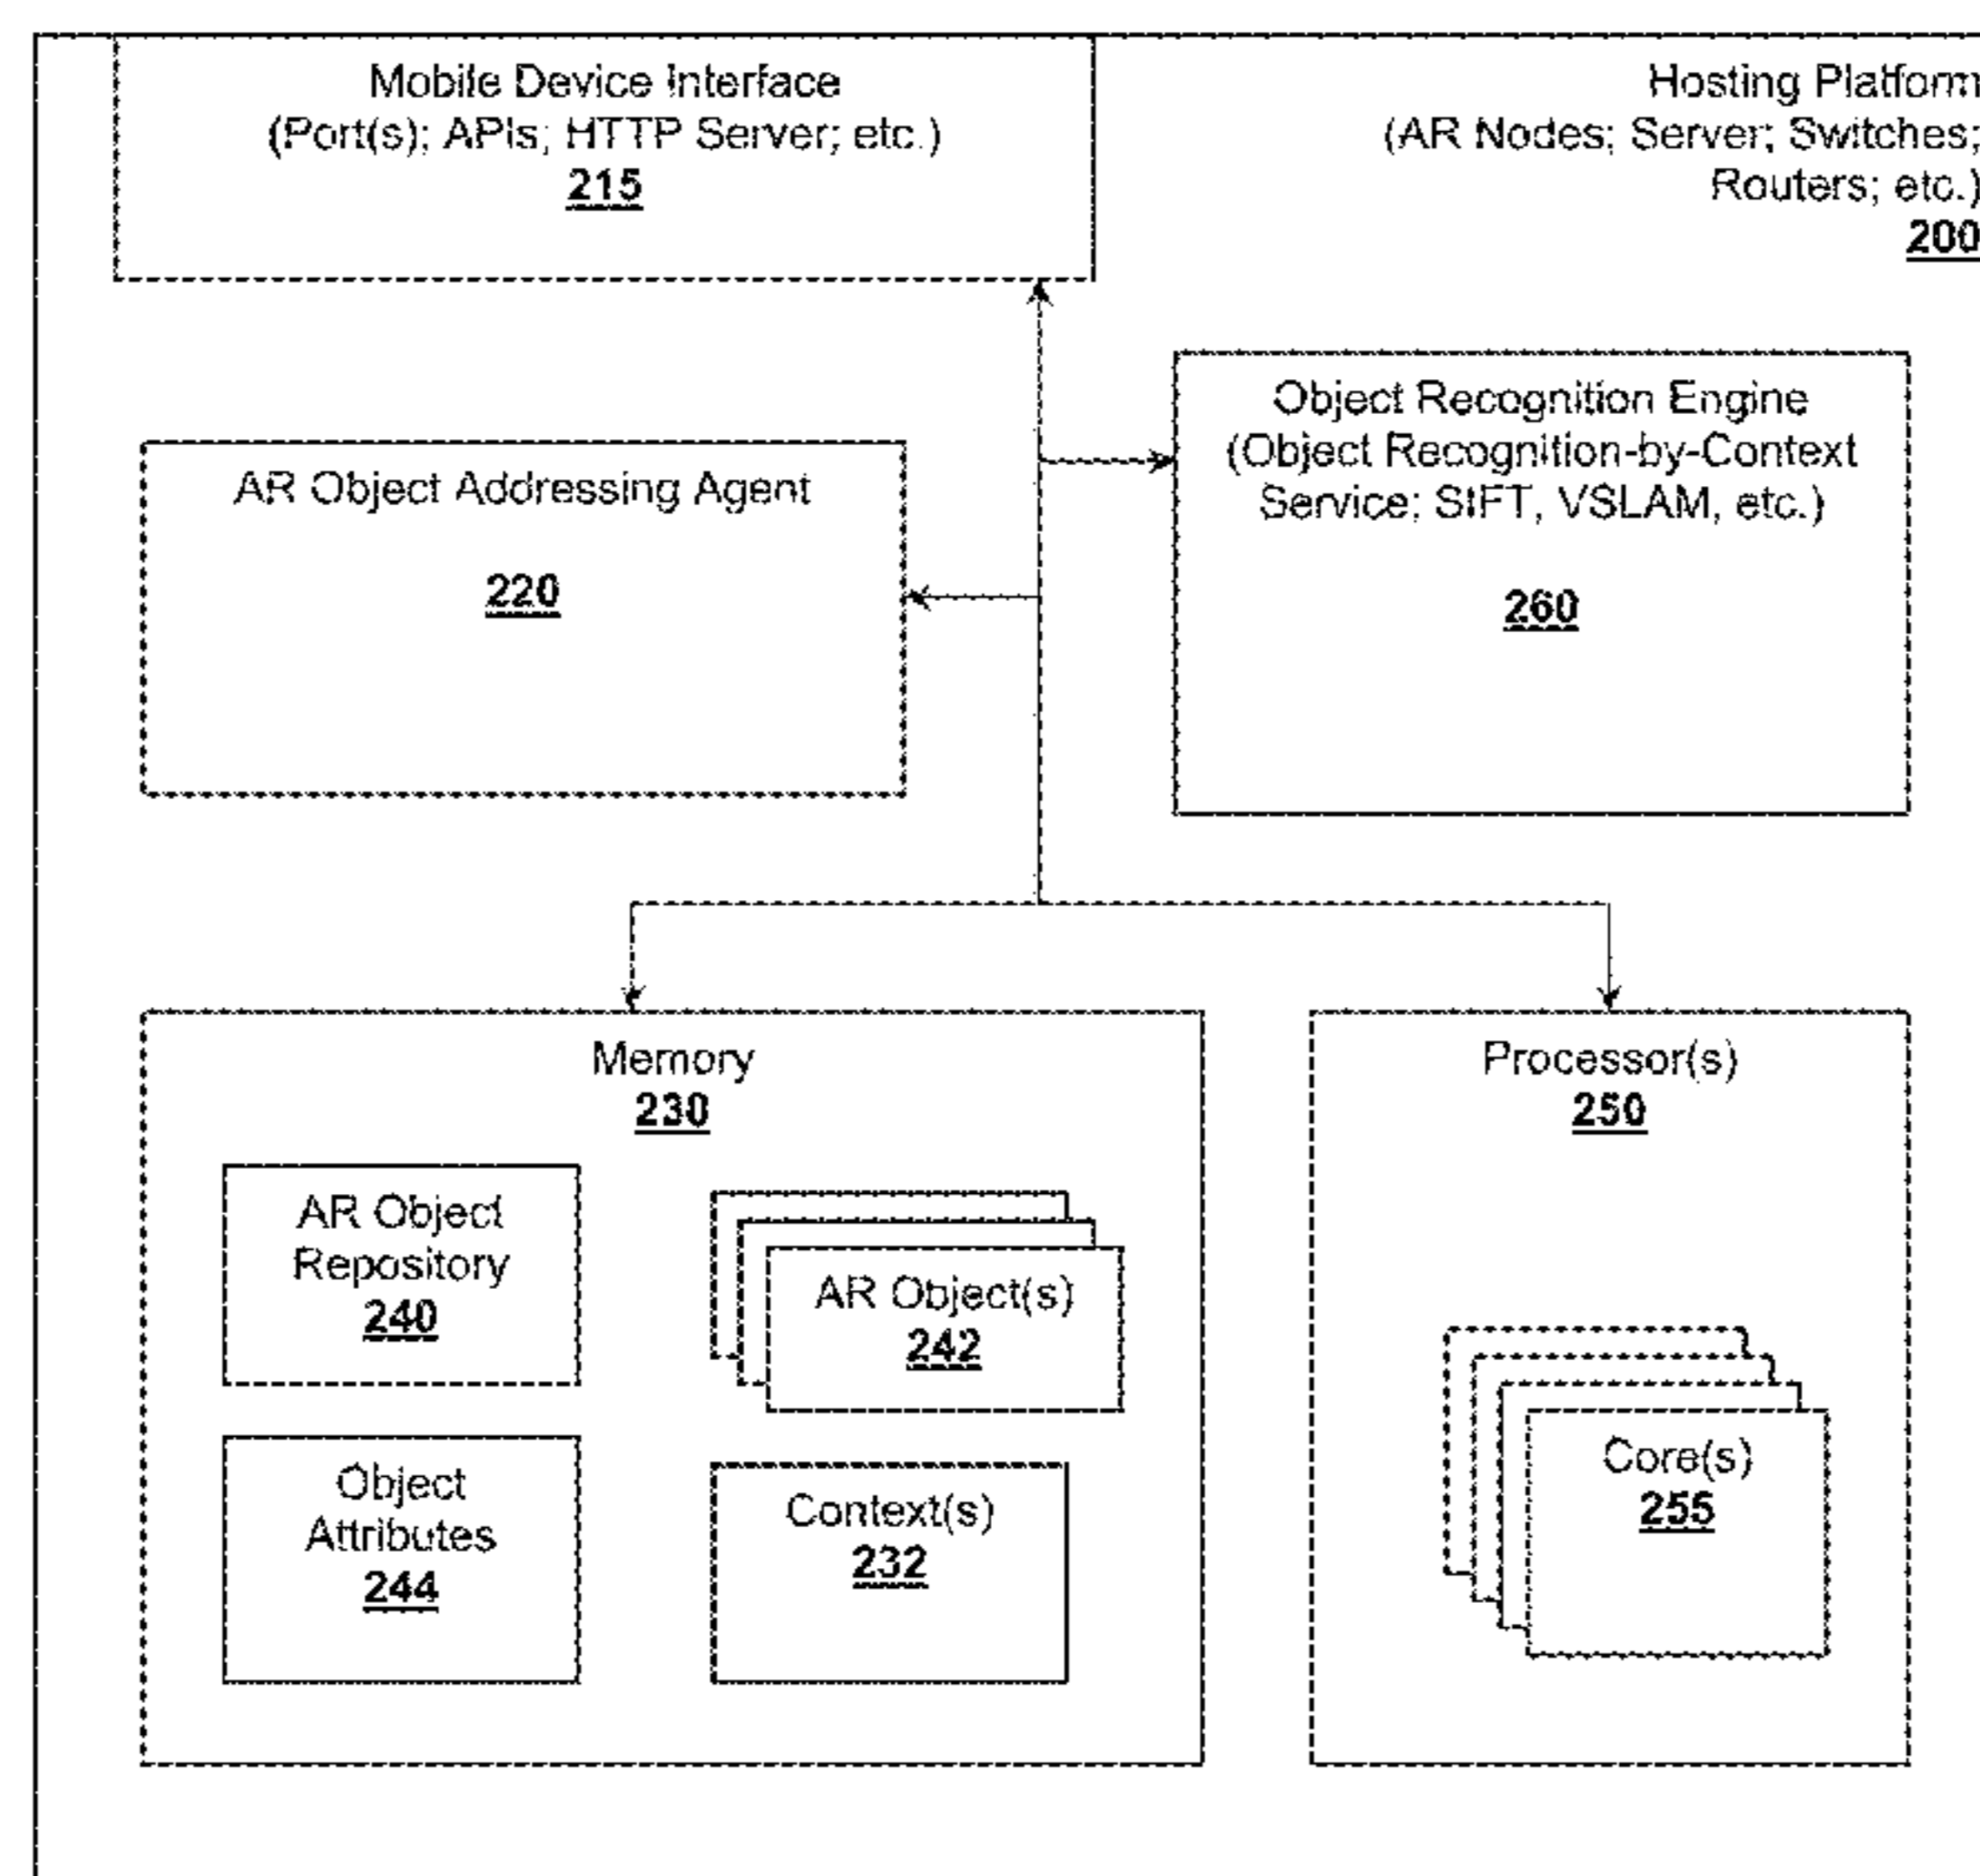 Mobile Device Interface
(Port(s); APIs; HTTP Server; etc.)
215
Hosting Platform
(AR Nodes; Server; Switches;
Routers; etc.)
200
Object Recognition Engine
(Object Recognition-by-Context
Service; SIFT, VSLAM, etc.)
260
AR Object Addressing Agent
220
Memory
230
AR Object
Repository
240
AR Object(s)
242
Object
Attributes
244
Context(s)
232
Processor(s)
250
Core(s)
255